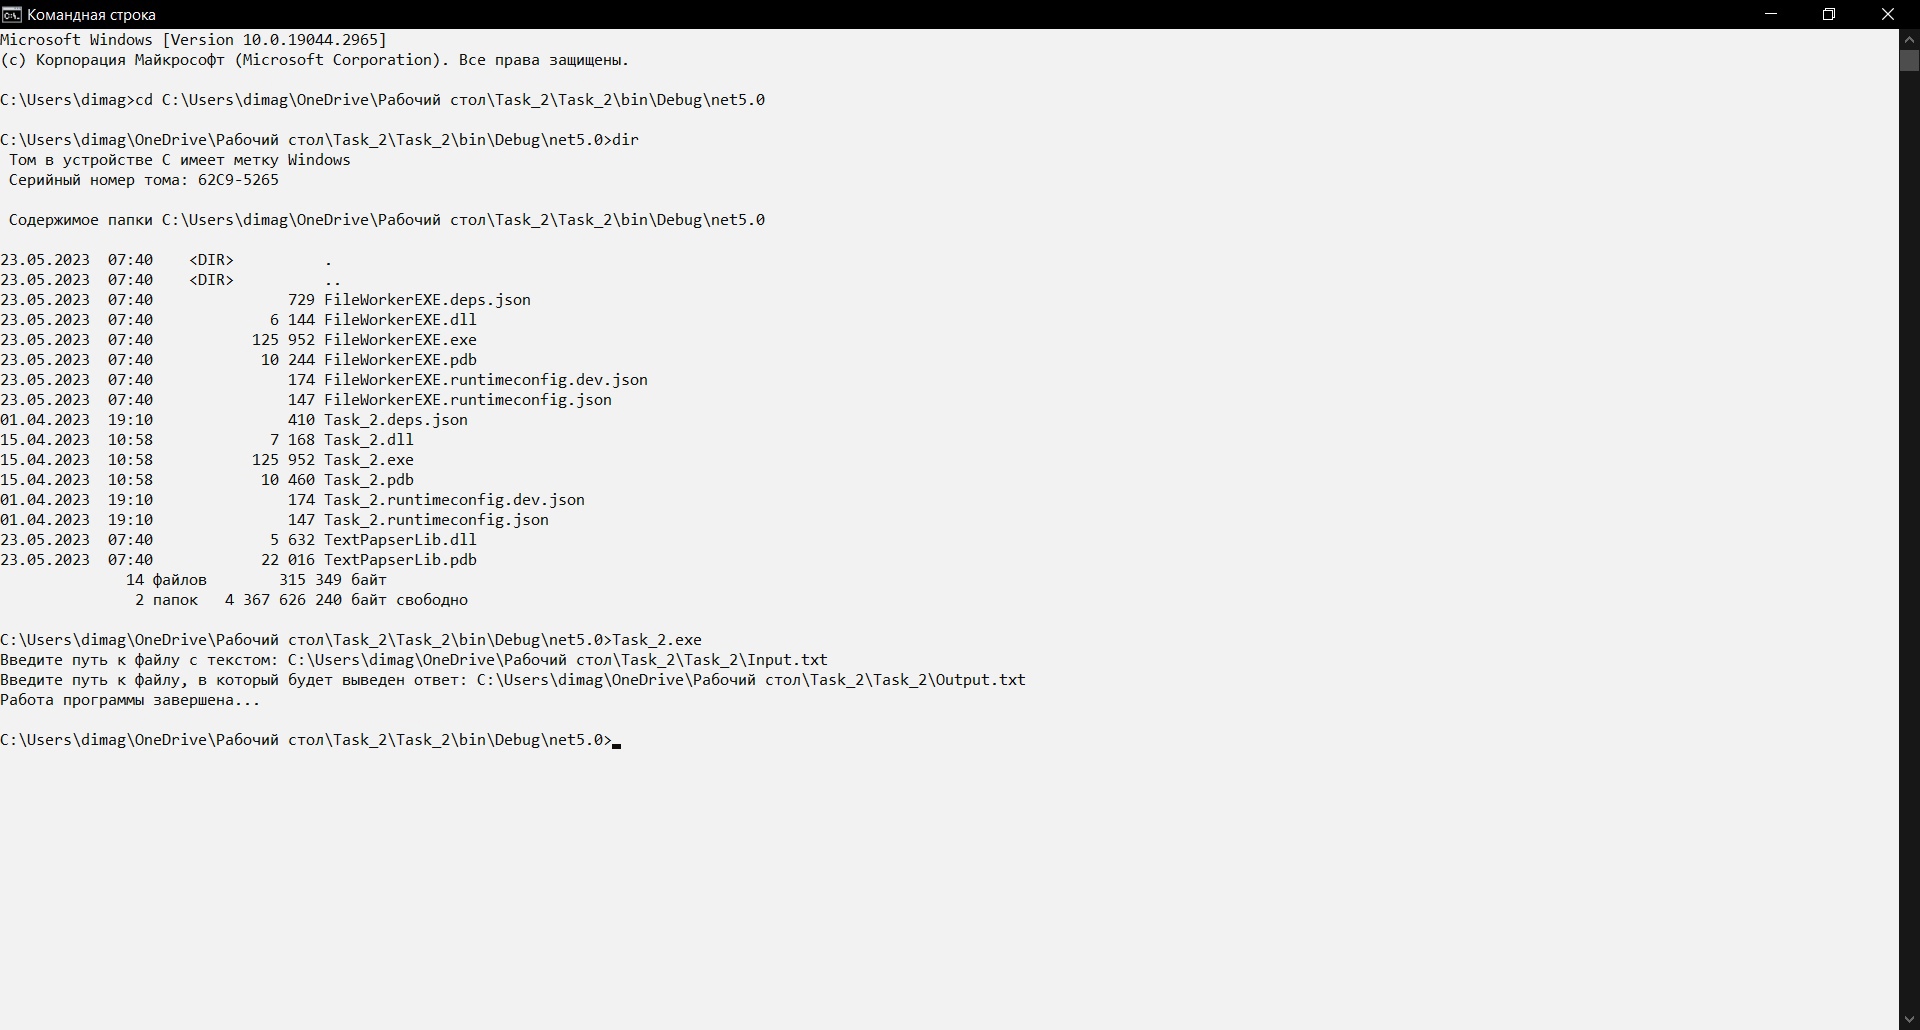 Командная строка
Microsoft Windows [Version 10.0.19044.2965]
(c) Корпорация Майкрософт (Microsoft Corporation). Все права защищены.
C:\Users\dimag>cd C:\Users\dimag\OneDrive\Рабочий стол\Task_2\Task_2\bin\Debug\net5.0
C:\Users\dimag\OneDrive\Рабочий стол\Task_2\Task_2\bin\Debug\net5.0>dir
Том в устройстве C имеет метку Windows
Серийный номер тома: 62C9-5265
Содержимое папки C:\Users\dimag\OneDrive\Рабочий стол\Task_2\Task_2\bin\Debug\net5.0
23.05.2023  07:40    <DIR>          .
23.05.2023  07:40    <DIR>          ..
23.05.2023  07:40               729 FileWorkerEXE.deps.json
23.05.2023  07:40             6 144 FileWorkerEXE.dll
23.05.2023  07:40           125 952 FileWorkerEXE.exe
23.05.2023  07:40            10 244 FileWorkerEXE.pdb
23.05.2023  07:40               174 FileWorkerEXE.runtimeconfig.dev.json
23.05.2023  07:40               147 FileWorkerEXE.runtimeconfig.json
01.04.2023  19:10               410 Task_2.deps.json
15.04.2023  10:58             7 168 Task_2.dll
15.04.2023  10:58           125 952 Task_2.exe
15.04.2023  10:58            10 460 Task_2.pdb
01.04.2023  19:10               174 Task_2.runtimeconfig.dev.json
01.04.2023  19:10               147 Task_2.runtimeconfig.json
23.05.2023  07:40             5 632 TextPapserLib.dll
23.05.2023  07:40            22 016 TextPapserLib.pdb
14 файлов        315 349 байт
2 папок   4 367 626 240 байт свободно
C:\Users\dimag\OneDrive\Рабочий стол\Task_2\Task_2\bin\Debug\net5.0>Task_2.exe
Введите путь к файлу с текстом: C:\Users\dimag\OneDrive\Рабочий стол\Task_2\Task_2\Input.txt
Введите путь к файлу, в который будет выведен ответ: C:\Users\dimag\OneDrive\Рабочий стол\Task_2\Task_2\Output.txt
Работа программы завершена...
C:\Users\dimag\OneDrive\Рабочий стол\Task_2\Task_2\bin\Debug\net5.0>